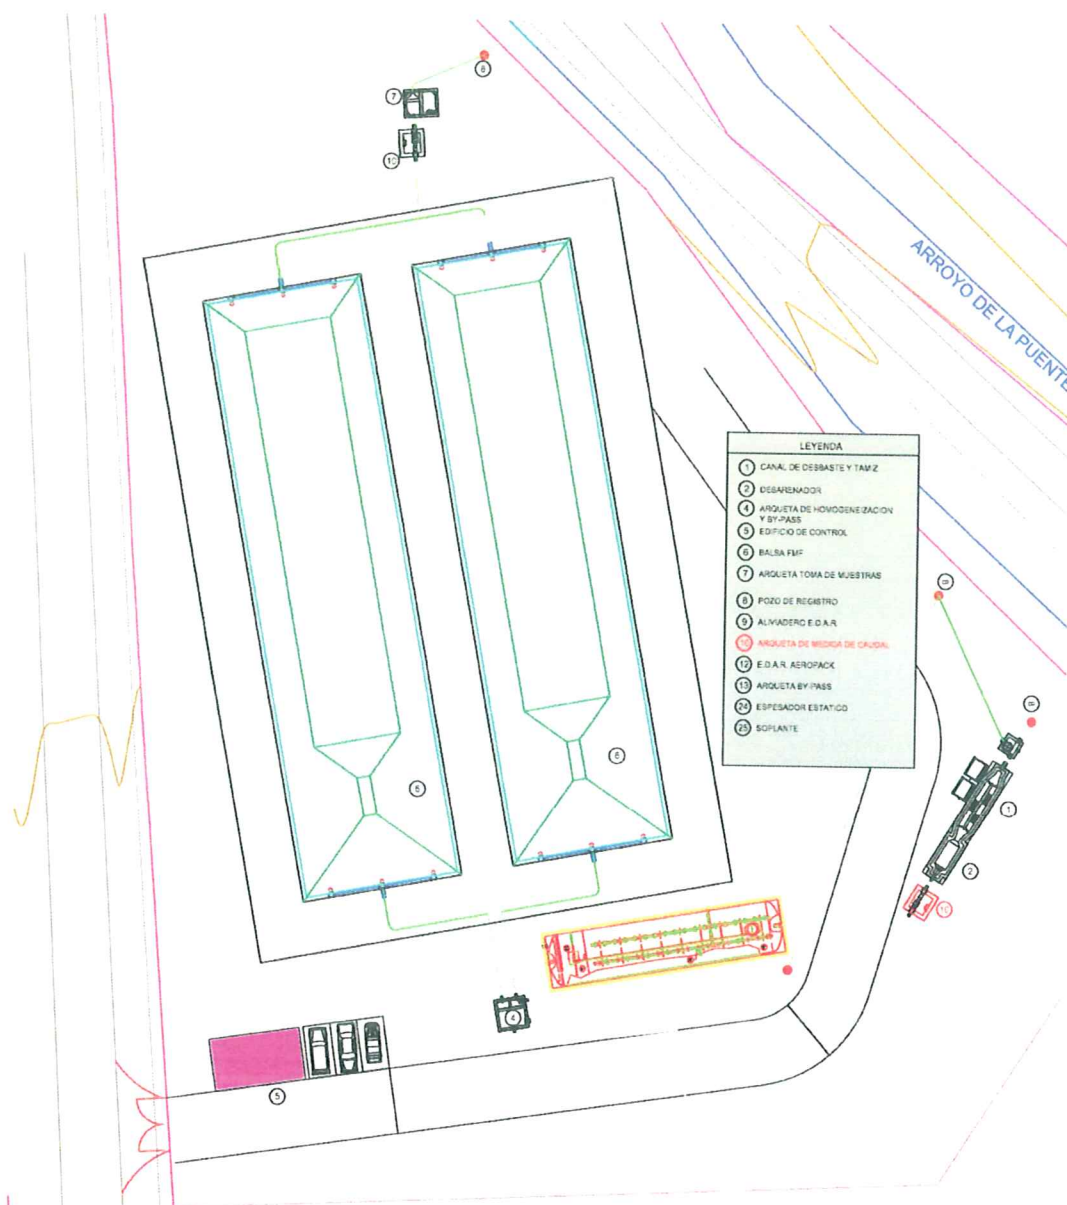 8
7
10
ARROYO DE LA PUENTE
LEYENDA
1 CANAL DE DESBASTE Y TAMIZ
2 DESARENADOR
4 ARQUETA DE HOMOGENEIZACION
Y BY-PASS
5 EDIFICIO DE CONTROL
6 BALSA FMF
7 ARQUETA TOMA DE MUESTRAS
8 POZO DE REGISTRO
9 ALIVIADERO E.D.A.R.
10 ARQUETA DE MEDIDA DE CAUDAL
12 E.D.A.R. AEROPACK
13 ARQUETA BY-PASS
24 ESPESADOR ESTATICO
25 SOPLANTE
8
8
6
6
1
2
10
4
5